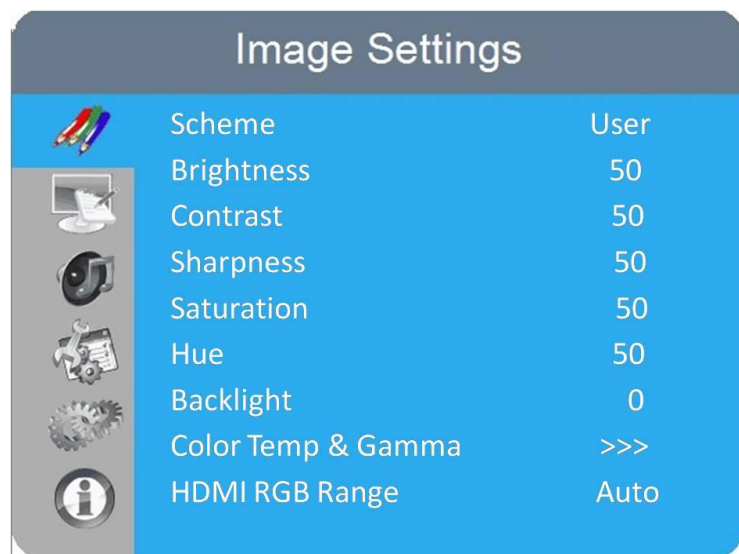 Image Settings
Scheme User
Brightness 50
Contrast 50
Sharpness 50
Saturation 50
Hue 50
Backlight 0
Color Temp & Gamma >>>
HDMI RGB Range Auto